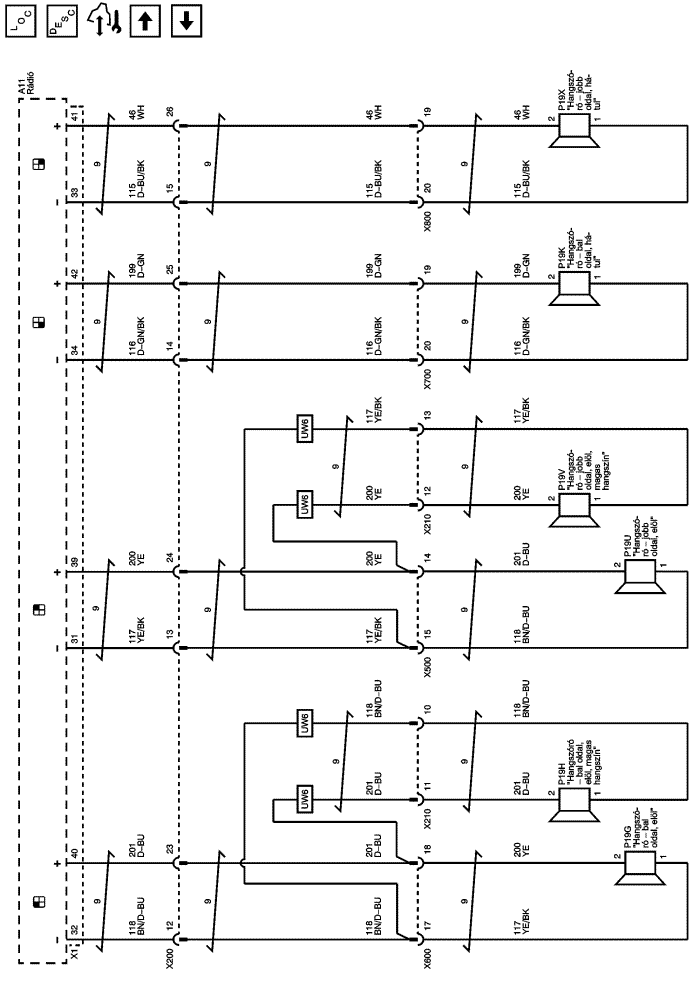 LOC
DESC
A11
Rádió
− + − + − + − +
X1 32 40 31 39 34 42 33 41
9 9 9 9
118
BN/D−BU
201
D−BU
117
YE/BK
200
YE
116
D−GN/BK
199
D−GN
115
D−BU/BK
46
WH
X200 12 23 13 24 14 25 15 26
9 9 9 9
UW6 UW6 UW6 UW6
9 9
118
BN/D−BU
201
D−BU
201
D−BU
118
BN/D−BU
117
YE/BK
200
YE
200
YE
117
YE/BK
116
D−GN/BK
199
D−GN
115
D−BU/BK
46
WH
X600 17 18 X210 11 10 X500 15 14 X210 12 13 X700 20 19 X800 20 19
9 9 9 9 9 9
117
YE/BK
200
YE
201
D−BU
118
BN/D−BU
118
BN/D−BU
201
D−BU
200
YE
117
YE/BK
116
D−GN/BK
199
D−GN
115
D−BU/BK
46
WH
P19G
"Hangszó-
ró − bal
oldal, elöl"
2
1
P19H
"Hangszóró
− bal oldal,
elöl, magas
hangszín"
2
1
P19U
"Hangszó-
ró − jobb
oldal, elöl"
2
1
P19V
"Hangszó-
ró − jobb
oldal, elöl,
magas
hangszín"
2
1
P19K
"Hangszó-
ró − bal
oldal, há-
tul"
2
1
P19X
"Hangszó-
ró − jobb
oldal, há-
tul"
2
1